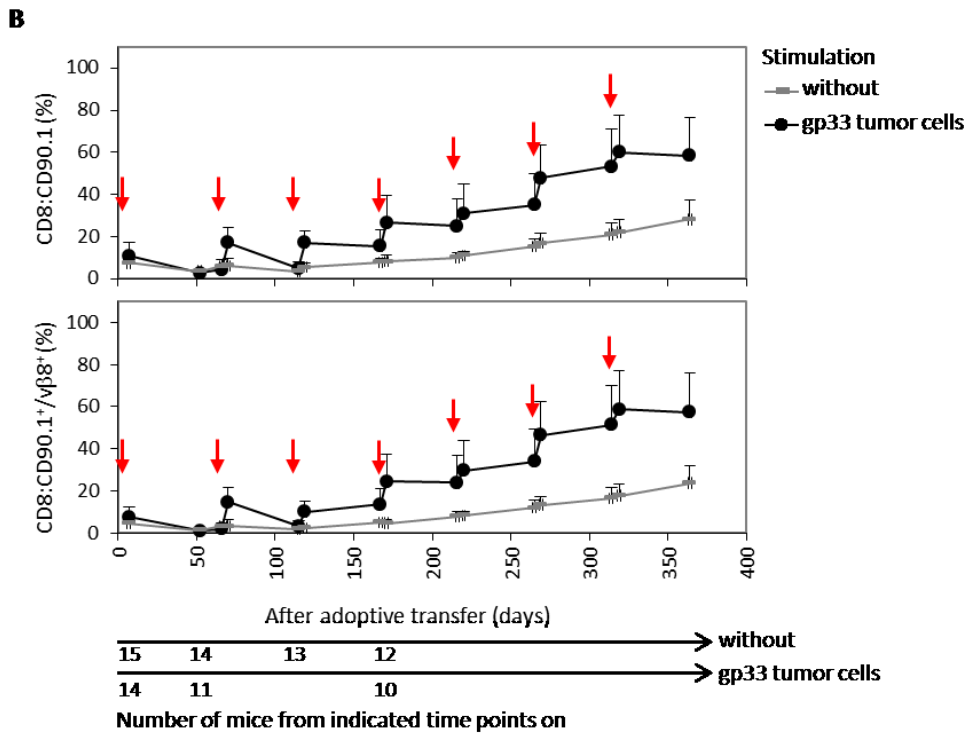 B
Stimulation
without
gp33 tumor cells
CD8:CD90.1 (%)
100
80
60
40
20
0
CD8:CD90.1⁺/vβ8⁺ (%)
100
80
60
40
20
0
0 50 100 150 200 250 300 350 400
After adoptive transfer (days)
without
15 14 13 12
gp33 tumor cells
14 11 10
Number of mice from indicated time points on